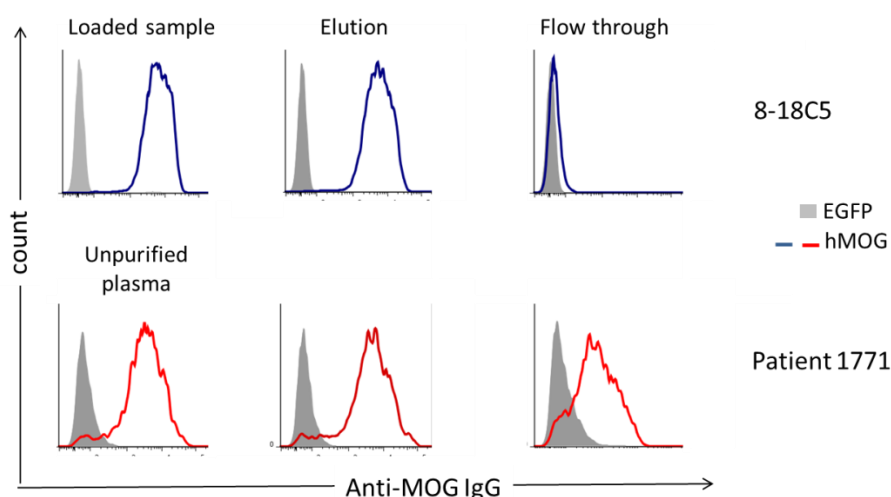 Loaded sample
Elution
Flow through
8-18C5
EGFP
hMOG
count
Unpurified
plasma
Patient 1771
0
Anti-MOG IgG